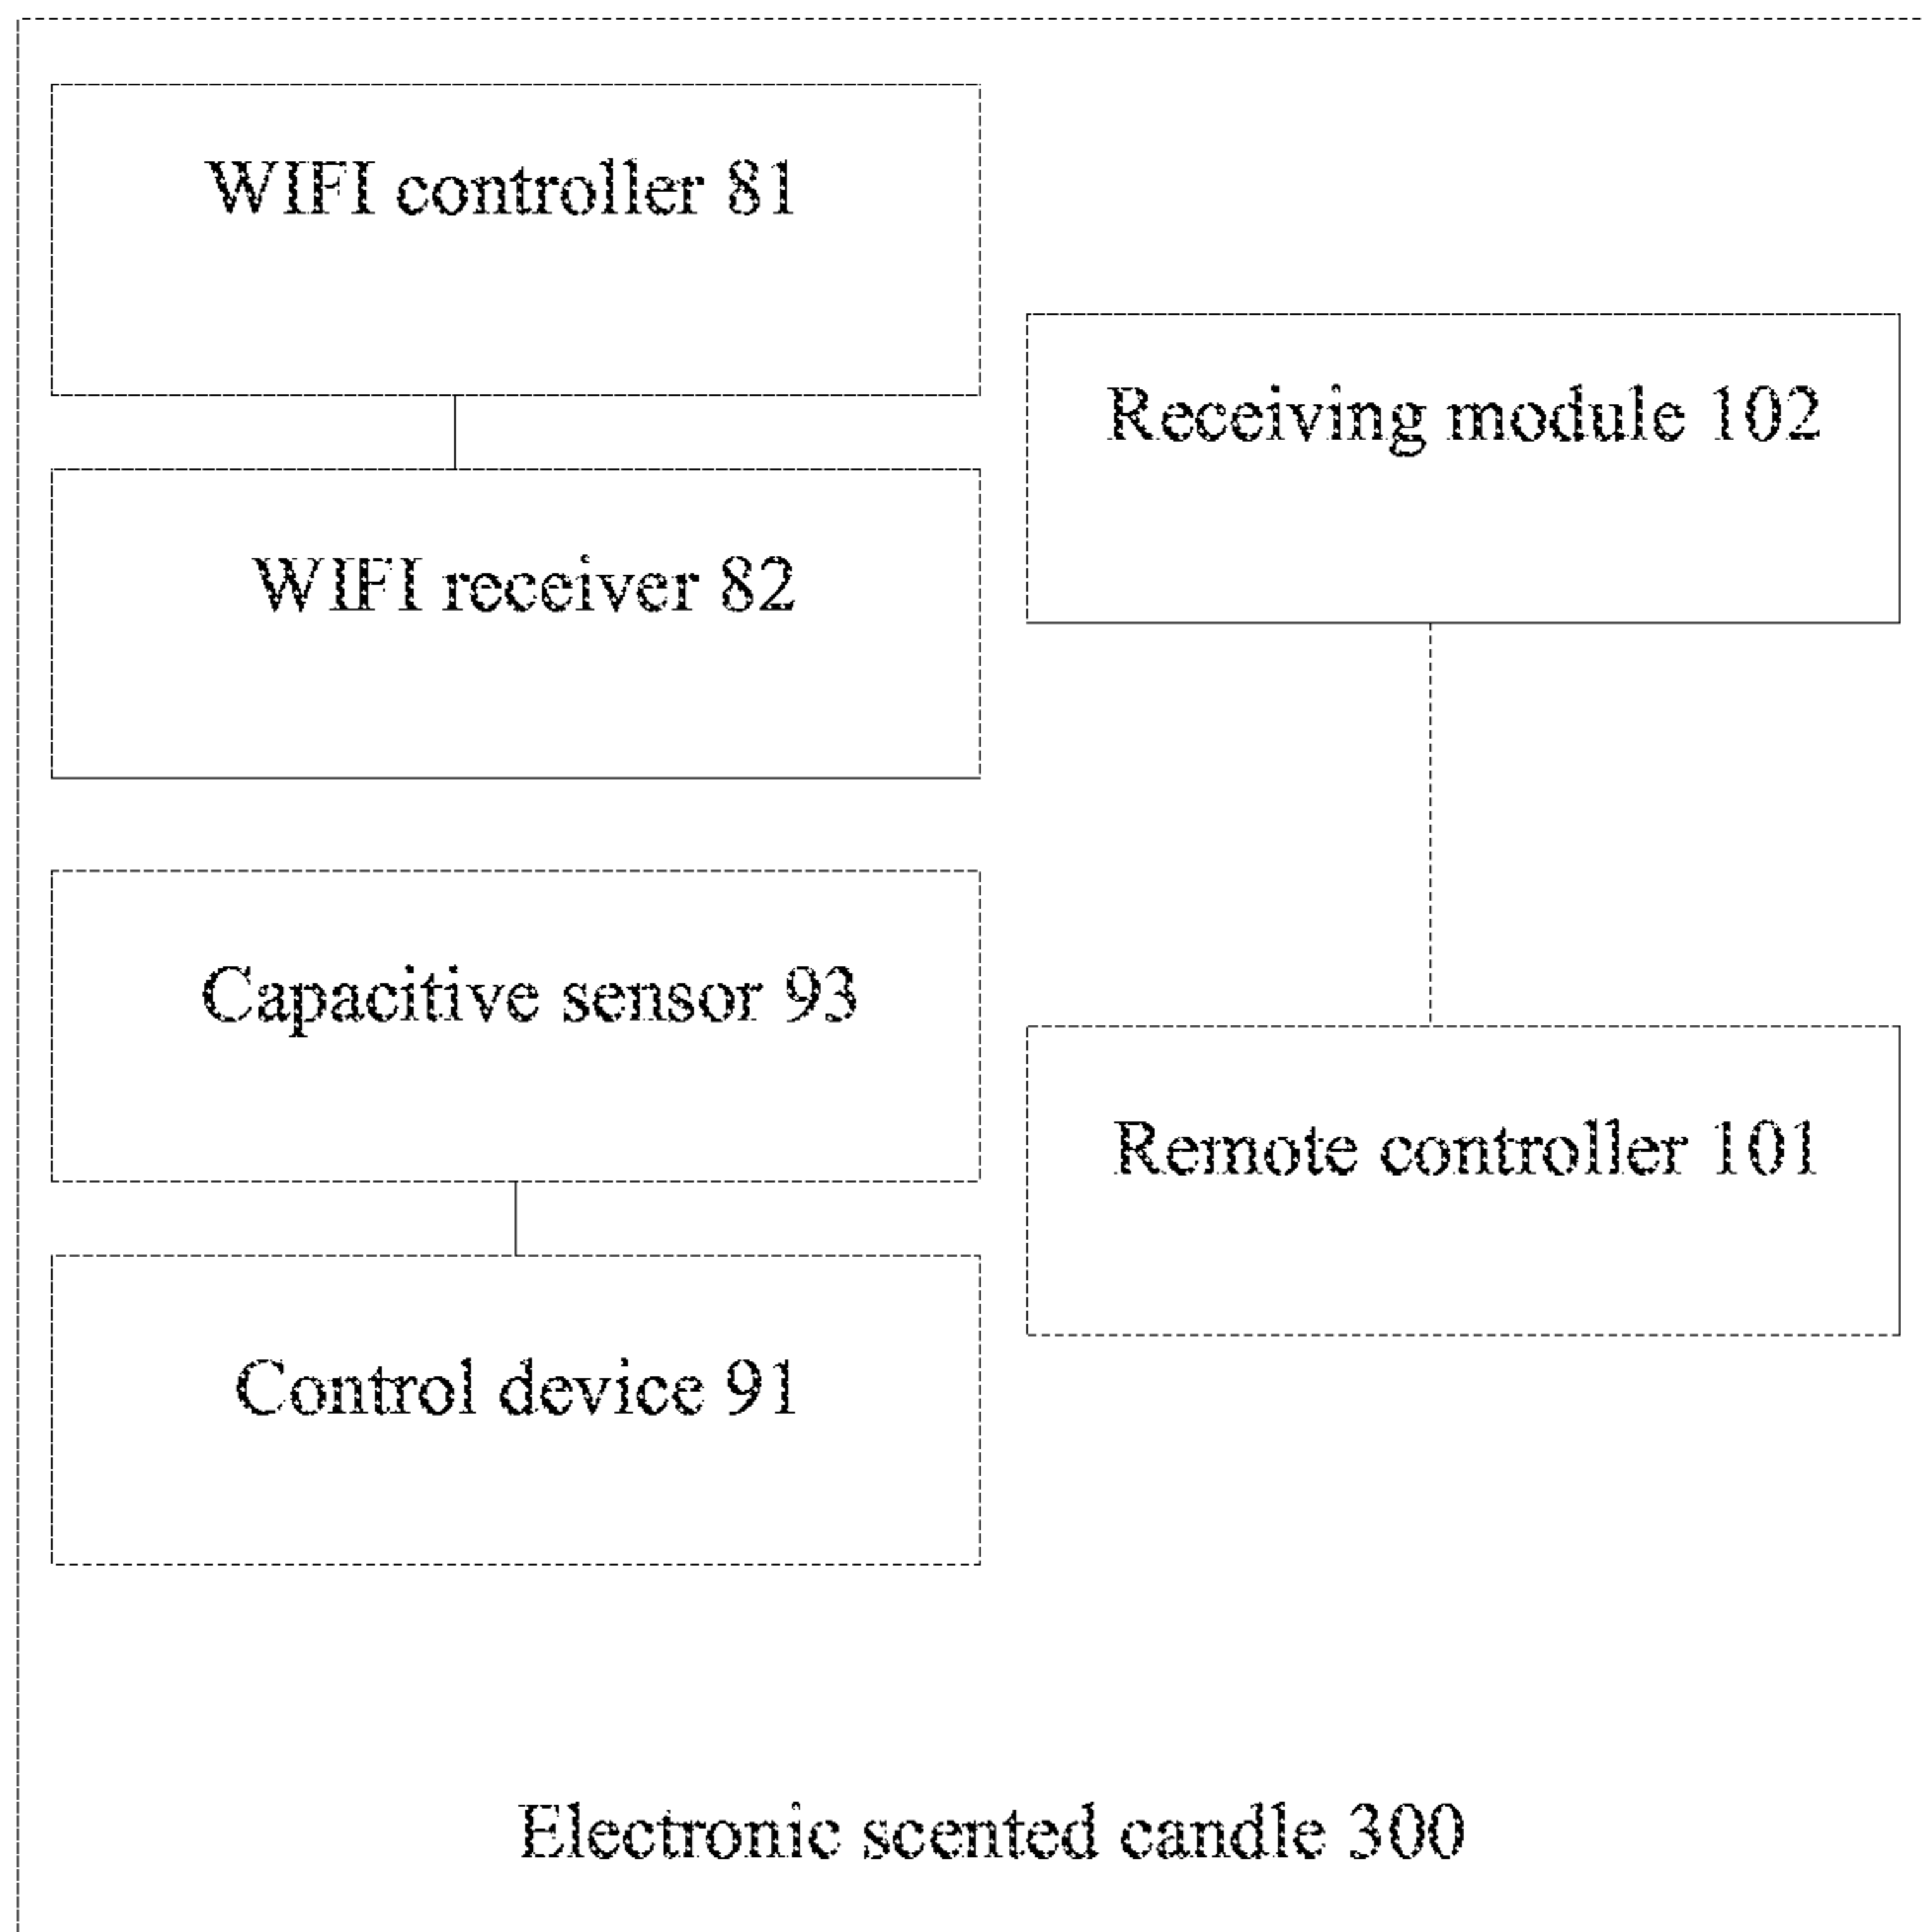 WIFI controller 81
WIFI receiver 82
Capacitive sensor 93
Control device 91
Receiving module 102
Remote controller 101
Electronic scented candle 300